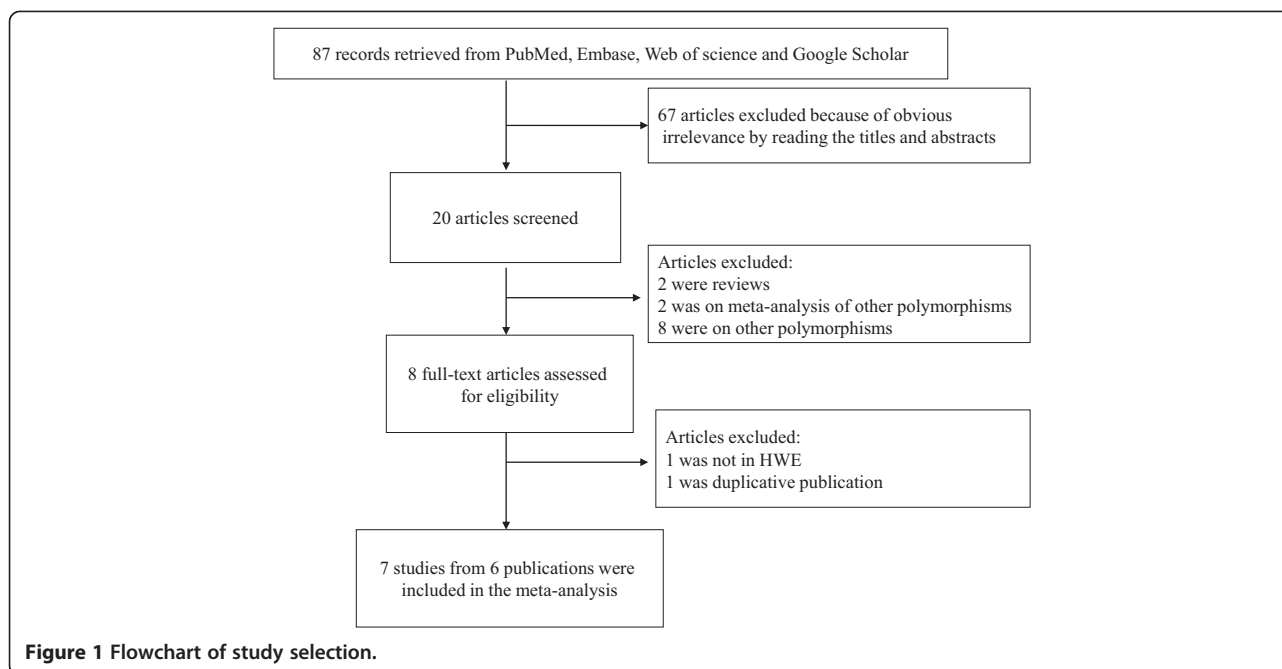 87 records retrieved from PubMed, Embase, Web of science and Google Scholar
67 articles excluded because of obvious
irrelevance by reading the titles and abstracts
20 articles screened
Articles excluded:
2 were reviews
2 was on meta-analysis of other polymorphisms
8 were on other polymorphisms
8 full-text articles assessed
for eligibility
Articles excluded:
1 was not in HWE
1 was duplicative publication
7 studies from 6 publications were
included in the meta-analysis
Figure 1 Flowchart of study selection.